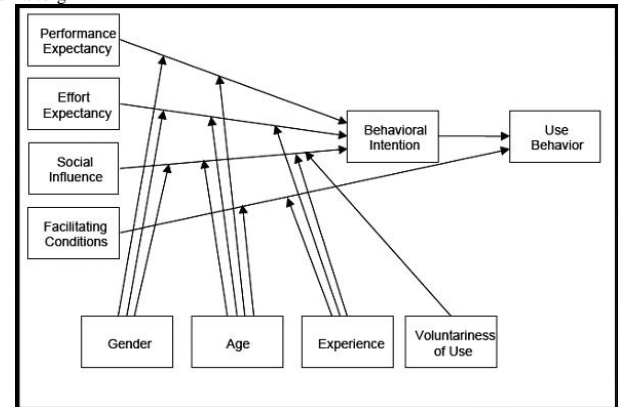 Performance
Expectancy
Effort
Expectancy
Social
Influence
Facilitating
Conditions
Behavioral
Intention
Use
Behavior
Gender
Age
Experience
Voluntariness
of Use